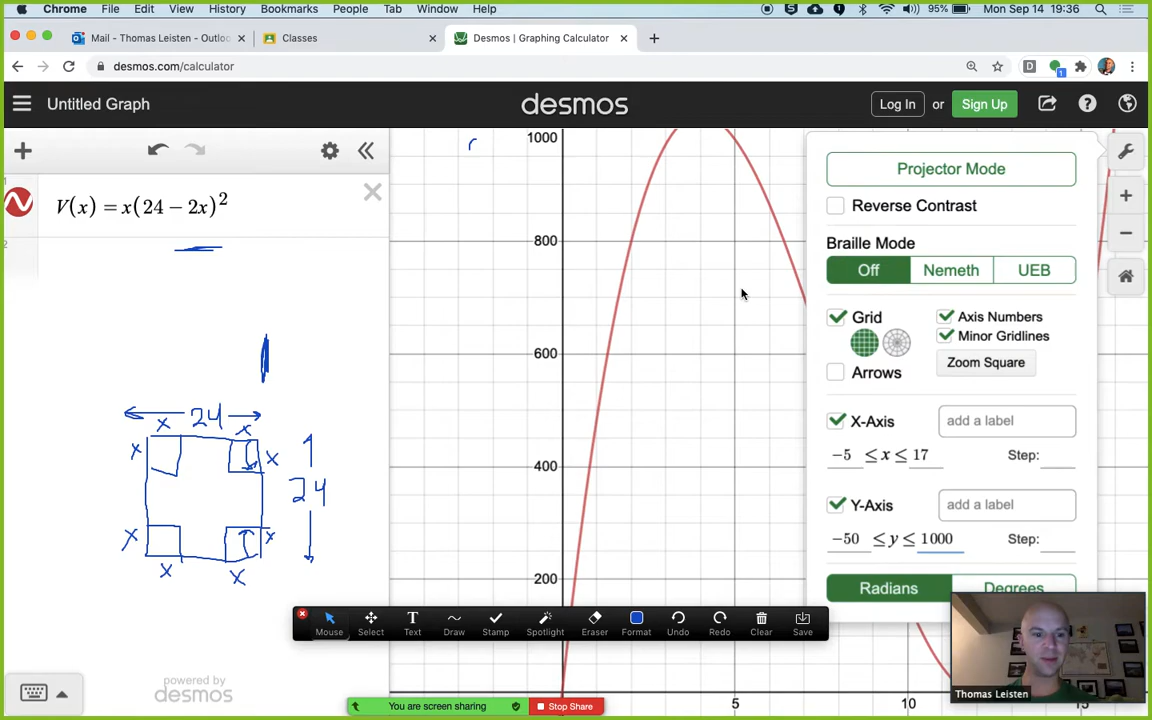 Chrome File Edit View History Bookmarks People Tab Window Help 95% Mon Sep 14 19:36
Mail - Thomas Leisten - Outloo Classes Desmos | Graphing Calculator
desmos.com/calculator
Untitled Graph desmos Log In or Sign Up
1 V(x) = x(24 − 2x)²
2
Projector Mode
Reverse Contrast
Braille Mode
Off Nemeth UEB
Grid Axis Numbers
Minor Gridlines
Arrows Zoom Square
X-Axis add a label
-5 ≤ x ≤ 17 Step:
Y-Axis add a label
-50 ≤ y ≤ 1000 Step:
Radians Degrees
1000
800
600
400
200
5 10 15
24
x x
x x
24
x x
x x
Mouse Select Text Draw Stamp Spotlight Eraser Format Undo Redo Clear Save
powered by
desmos
You are screen sharing Stop Share
Thomas Leisten